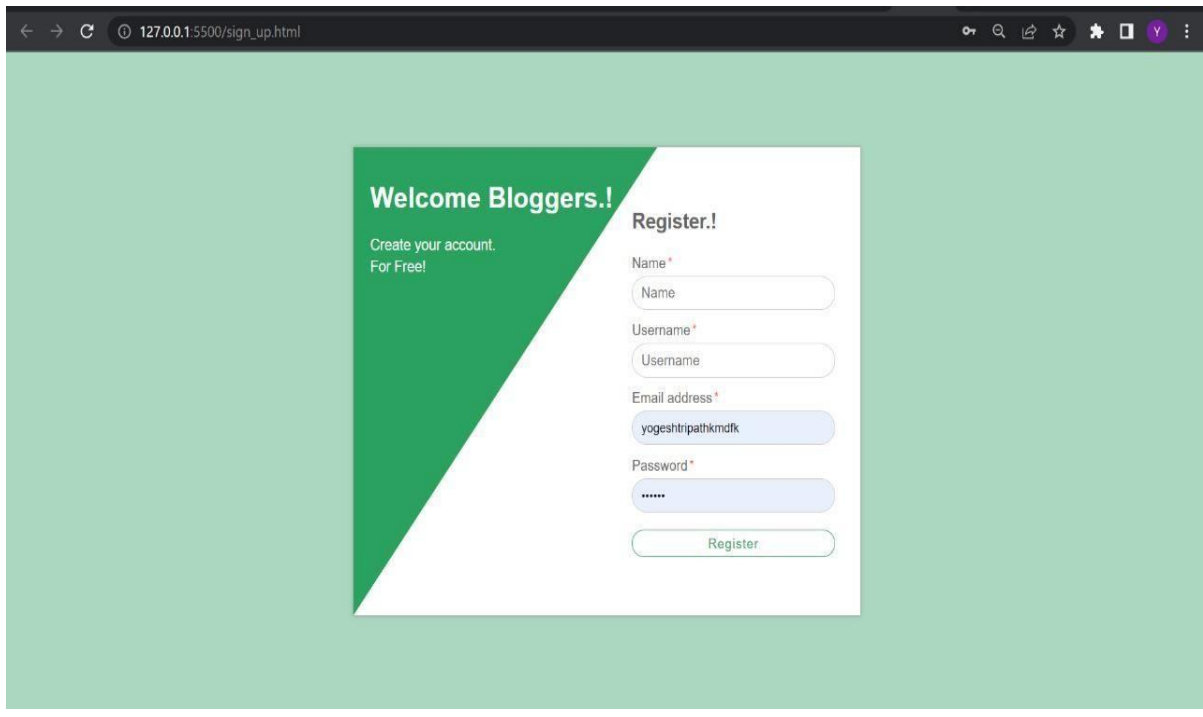 127.0.0.1:5500/sign_up.html
Y
Welcome Bloggers.!
Create your account.
For Free!
Register.!
Name*
Name
Username*
Username
Email address*
yogeshtripathkmdfk
Password*
••••••
Register